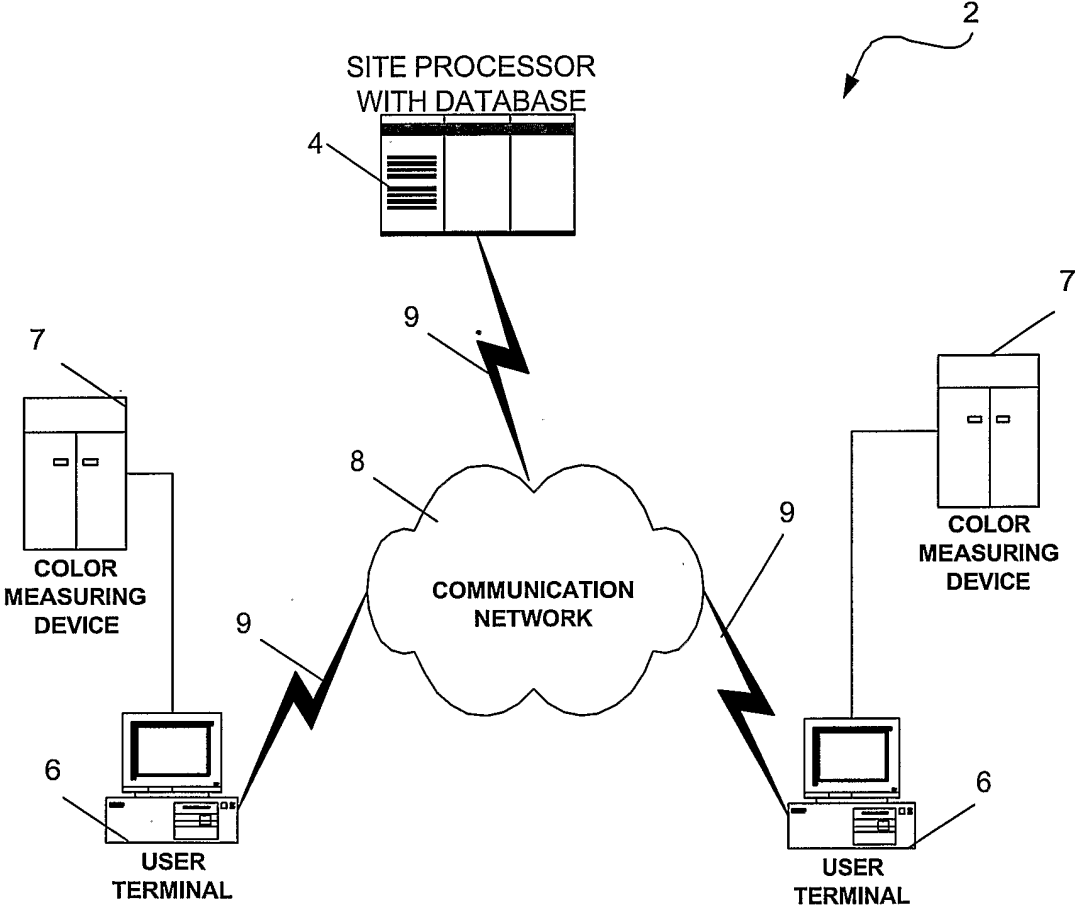 2
SITE PROCESSOR
WITH DATABASE
4
9
7
7
8
9
COLOR
MEASURING
DEVICE
COLOR
MEASURING
DEVICE
COMMUNICATION
NETWORK
9
6
6
USER
TERMINAL
USER
TERMINAL